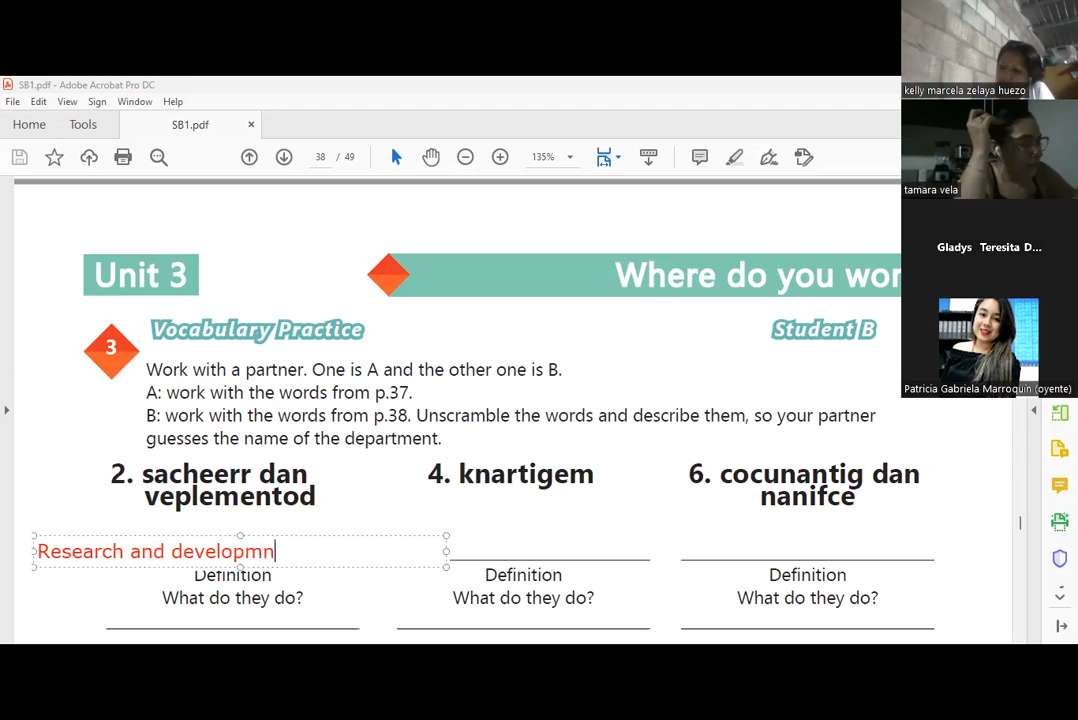 SB1.pdf - Adobe Acrobat Pro DC
File Edit View Sign Window Help
Home Tools SB1.pdf ×
38 / 49 135%
Unit 3
Where do you wor
3
Vocabulary Practice
Student B
Work with a partner. One is A and the other one is B.
A: work with the words from p.37.
B: work with the words from p.38. Unscramble the words and describe them, so your partner
guesses the name of the department.
2. sacheerr dan
veplementod
4. knartigem
6. cocunantig dan
nanifce
Research and developmn
Definition
What do they do?
Definition
What do they do?
Definition
What do they do?
kelly marcela zelaya huezo
tamara vela
Gladys Teresita D...
Patricia Gabriela Marroquín (oyente)